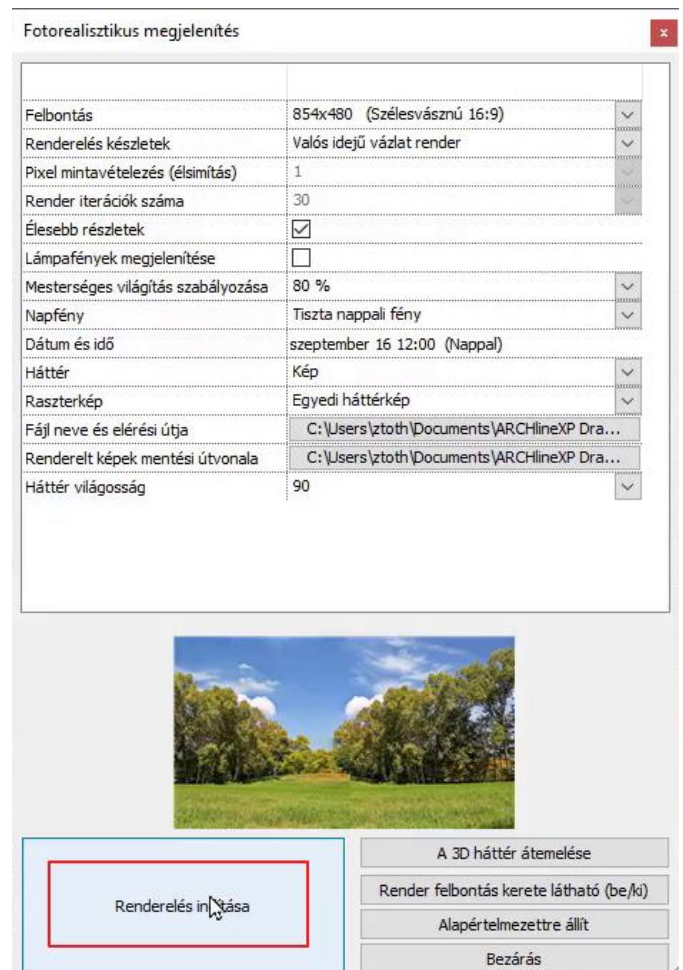 Fotorealisztikus megjelenítés
x
Felbontás 854x480 (Szélesvásznú 16:9)
Renderelés készletek Valós idejű vázlat render
Pixel mintavételezés (élsimítás) 1
Render iterációk száma 30
Élesebb részletek
Lámpafények megjelenítése
Mesterséges világítás szabályozása 80 %
Napfény Tiszta nappali fény
Dátum és idő szeptember 16 12:00 (Nappal)
Háttér Kép
Raszterkép Egyedi háttérkép
Fájl neve és elérési útja C:\Users\ztoth\Documents\ARCHlineXP Dra...
Renderelt képek mentési útvonala C:\Users\ztoth\Documents\ARCHlineXP Dra...
Háttér világosság 90
A 3D háttér átemelése
Renderelés
Render felbontás kerete látható (be/ki)
Alapértelmezettre állít
Bezárás